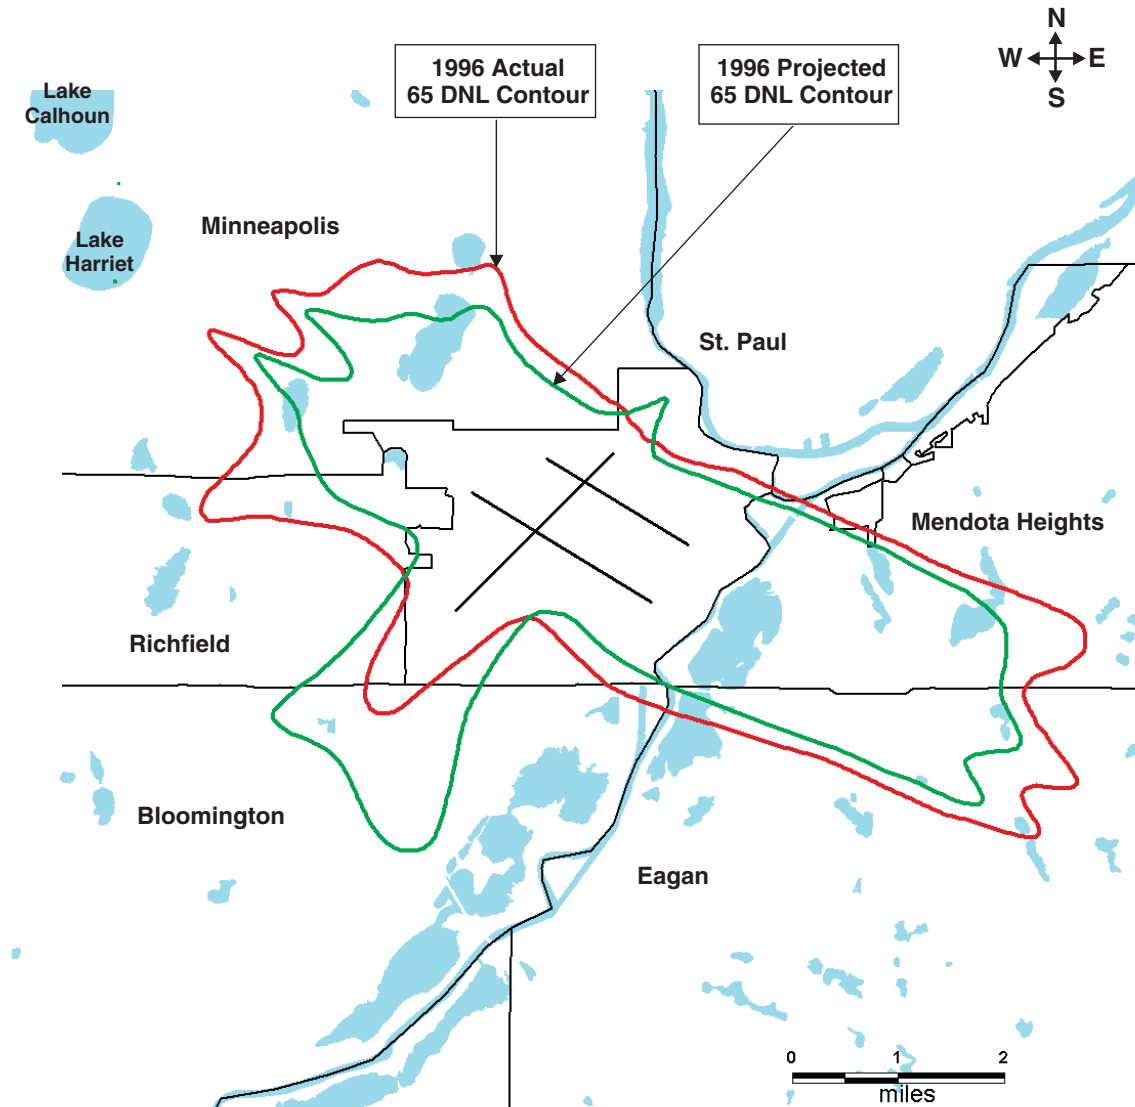 N
W
E
S
1996 Actual
65 DNL Contour
1996 Projected
65 DNL Contour
Lake
Calhoun
Minneapolis
Lake
Harriet
St. Paul
Mendota Heights
Richfield
Bloomington
Eagan
0
1
2
miles